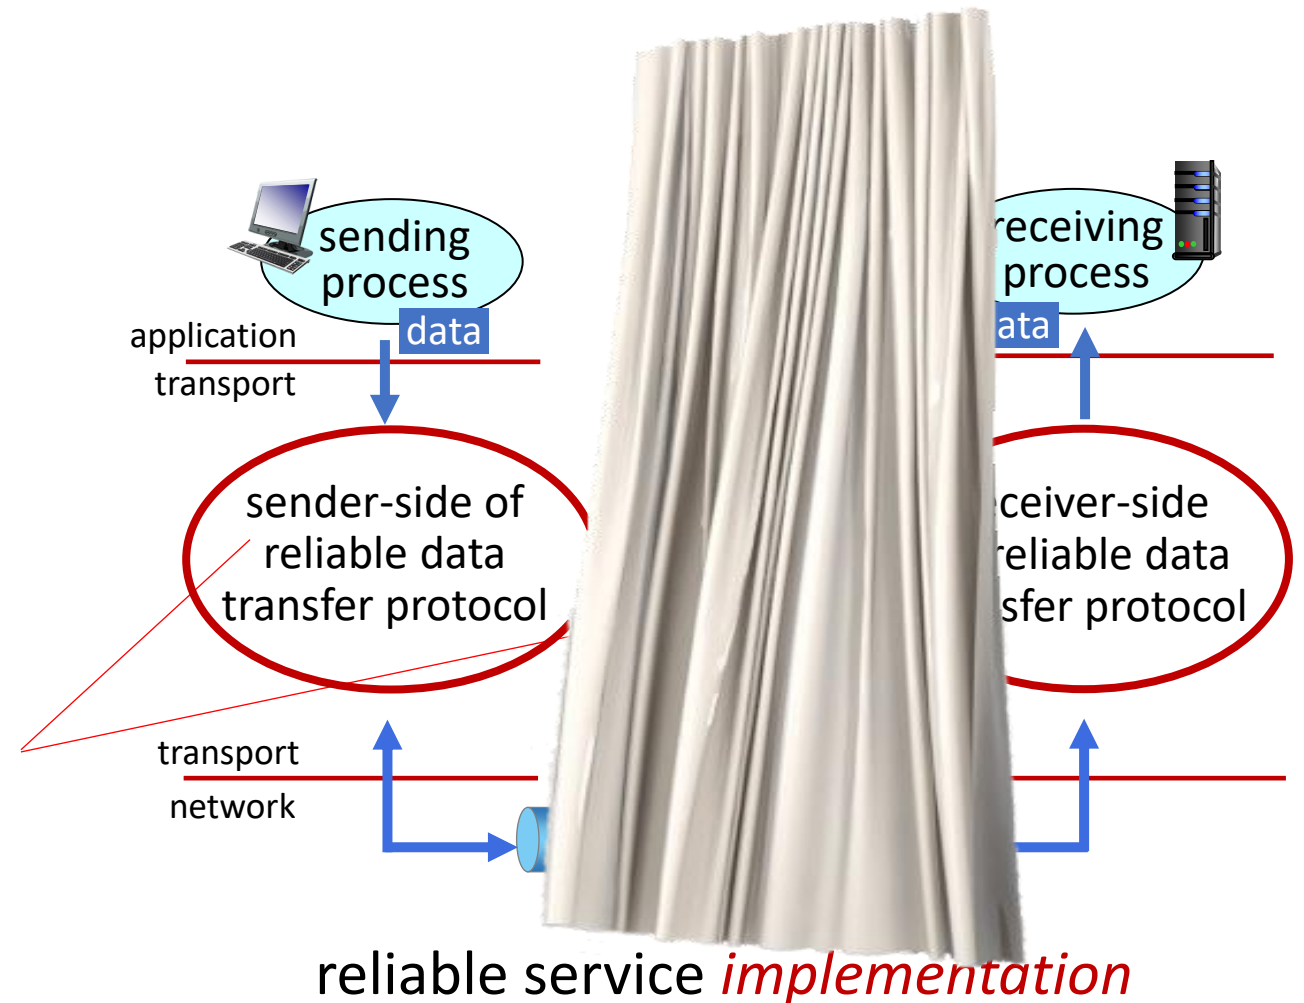 sending
process
data
application
transport
receiving
process
ata
sender-side of
reliable data
transfer protocol
ceiver-side
reliable data
sfer protocol
transport
network
reliable service implementation